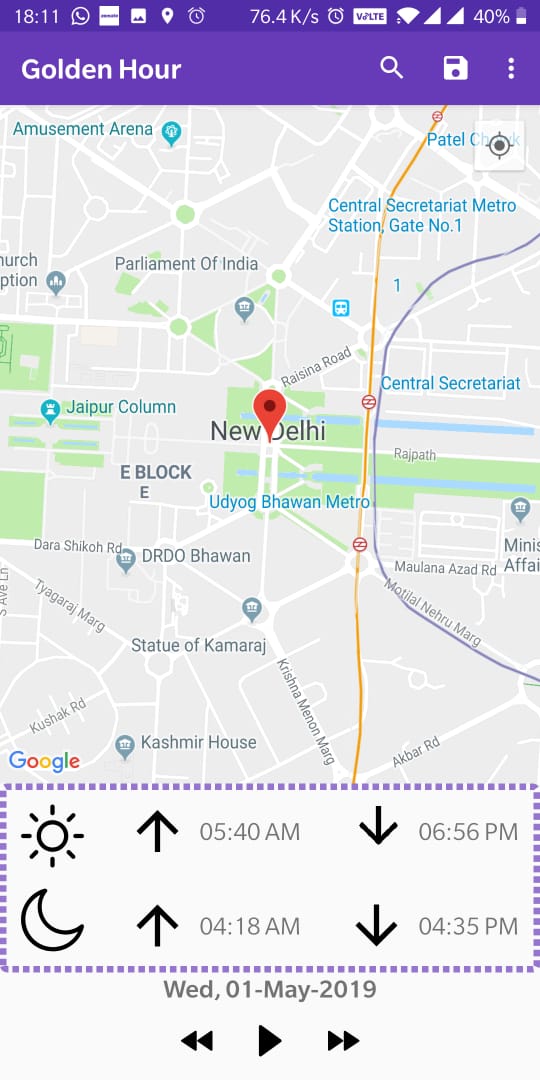 18:11 76.4 K/s VoLTE 40%
Golden Hour
Amusement Arena
Patel Ch
k
Central Secretariat Metro
Station, Gate No.1
hurch
ption
Parliament Of India
1
Raisina Road
Central Secretariat
Jaipur Column
New Delhi
Rajpath
E BLOCK
E
Udyog Bhawan Metro
Minis
Affai
Dara Shikoh Rd
DRDO Bhawan
Maulana Azad Rd
S Ave Ln
Tyagaraj Marg
Motilal Nehru Marg
Statue of Kamaraj
Krishna Menon Marg
Kushak Rd
Kashmir House
Akbar Rd
Google
05:40 AM 06:56 PM
04:18 AM 04:35 PM
Wed, 01-May-2019